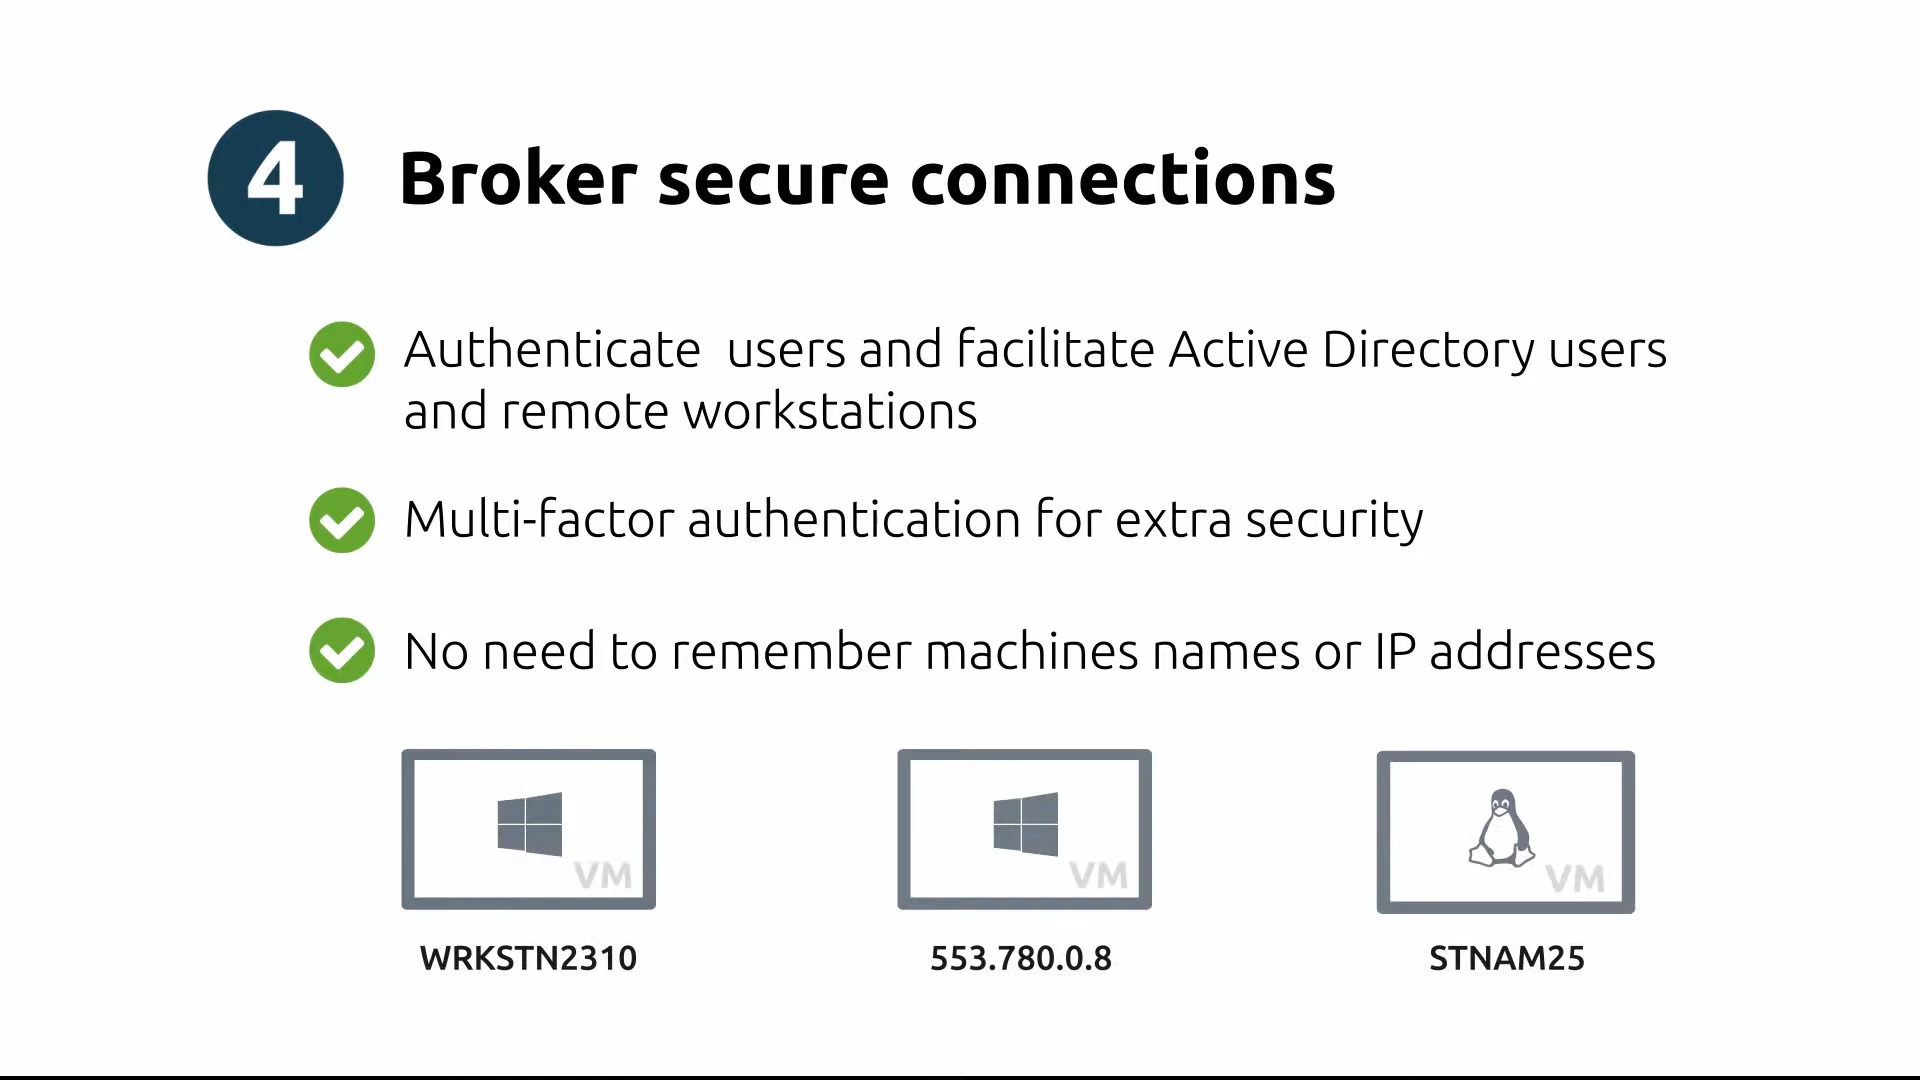 4
Broker secure connections
Authenticate  users and facilitate Active Directory users
and remote workstations
Multi-factor authentication for extra security
No need to remember machines names or IP addresses
VM
VM
VM
WRKSTN2310
553.780.0.8
STNAM25